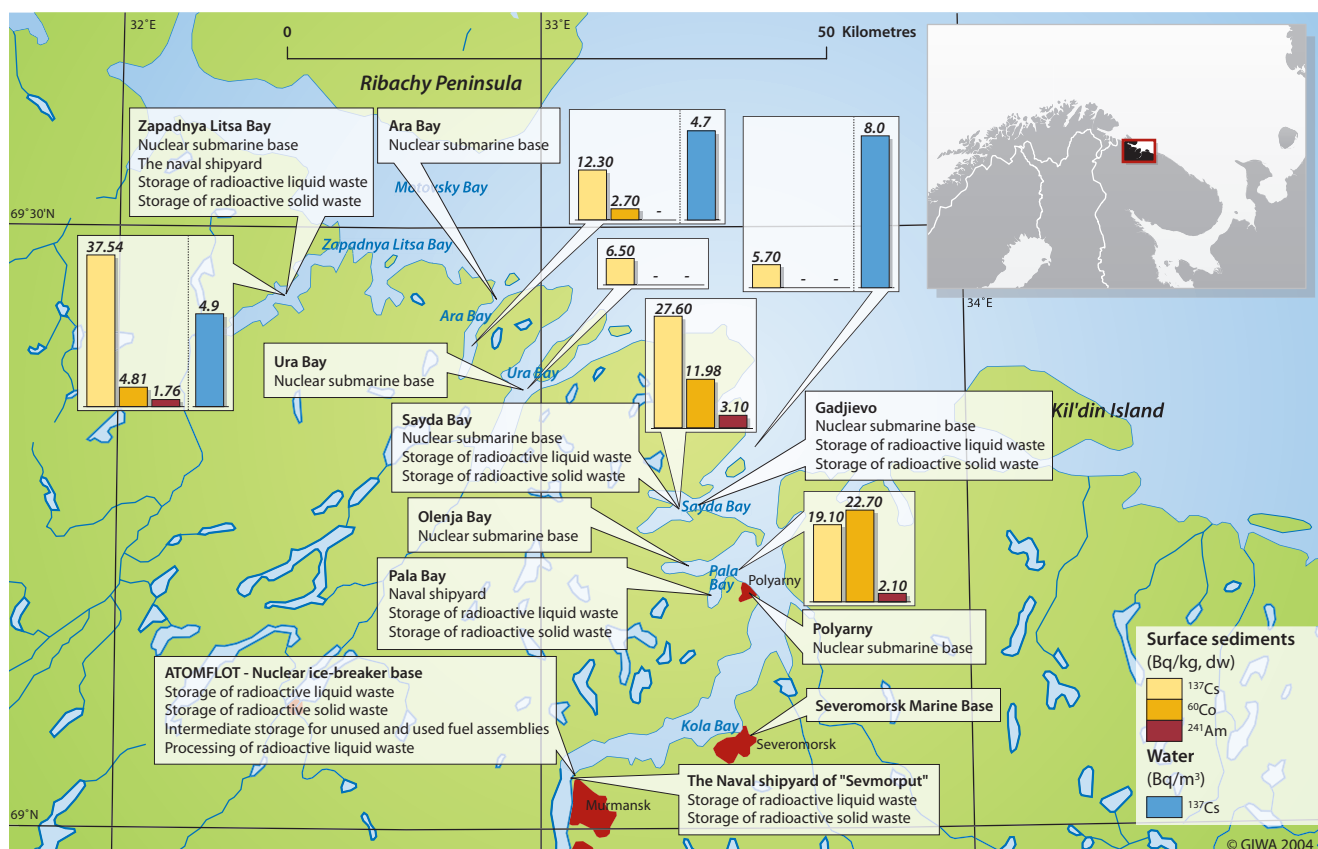 32˚E
33˚E
0
50 Kilometres
Ribachy Peninsula
Zapadnya Litsa Bay
Nuclear submarine base
The naval shipyard
Storage of radioactive liquid waste
Storage of radioactive solid waste
Ara Bay
Nuclear submarine base
4.7
12.30
2.70
-
8.0
5.70
-
-
Motovsky Bay
69˚30'N
Zapadnya Litsa Bay
37.54
4.81
1.76
4.9
6.50
-
-
34˚E
Ara Bay
27.60
11.98
3.10
Ura Bay
Nuclear submarine base
Ura Bay
Sayda Bay
Nuclear submarine base
Storage of radioactive liquid waste
Storage of radioactive solid waste
Gadjievo
Nuclear submarine base
Storage of radioactive liquid waste
Storage of radioactive solid waste
Kil'din Island
Sayda Bay
Olenja Bay
Nuclear submarine base
19.10
22.70
2.10
Pala
Bay
Polyarny
Pala Bay
Naval shipyard
Storage of radioactive liquid waste
Storage of radioactive solid waste
Polyarny
Nuclear submarine base
ATOMFLOT - Nuclear ice-breaker base
Storage of radioactive liquid waste
Storage of radioactive solid waste
Intermediate storage for unused and used fuel assemblies
Processing of radioactive liquid waste
Severomorsk Marine Base
Kola Bay
Severomorsk
The Naval shipyard of "Sevmorput"
Storage of radioactive liquid waste
Storage of radioactive solid waste
Murmansk
69˚N
Surface sediments
(Bq/kg, dw)
¹³⁷Cs
⁶⁰Co
²⁴¹Am
Water
(Bq/m³)
¹³⁷Cs
© GIWA 2004